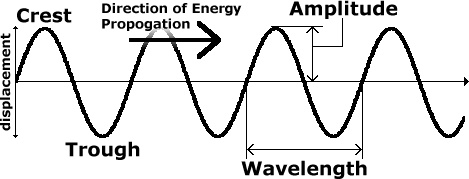 Crest
Direction of Energy
Propogation
Amplitude
displacement
Trough
Wavelength